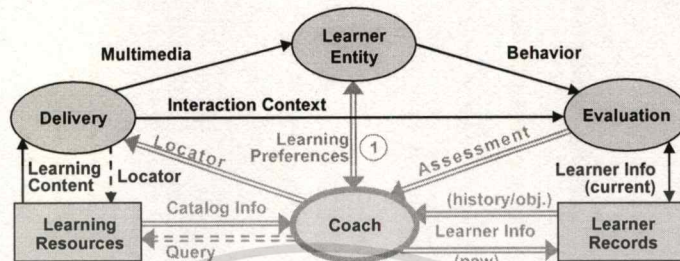 Learner
Entity
Multimedia
Behavior
Delivery
Interaction Context
Evaluation
Locator
Learning
Preferences
1
Assessment
Learning
Content
Locator
Learner Info
(current)
Learning
Resources
Catalog Info
Query
Coach
(history/obj.)
Learner Info
(new)
Learner
Records